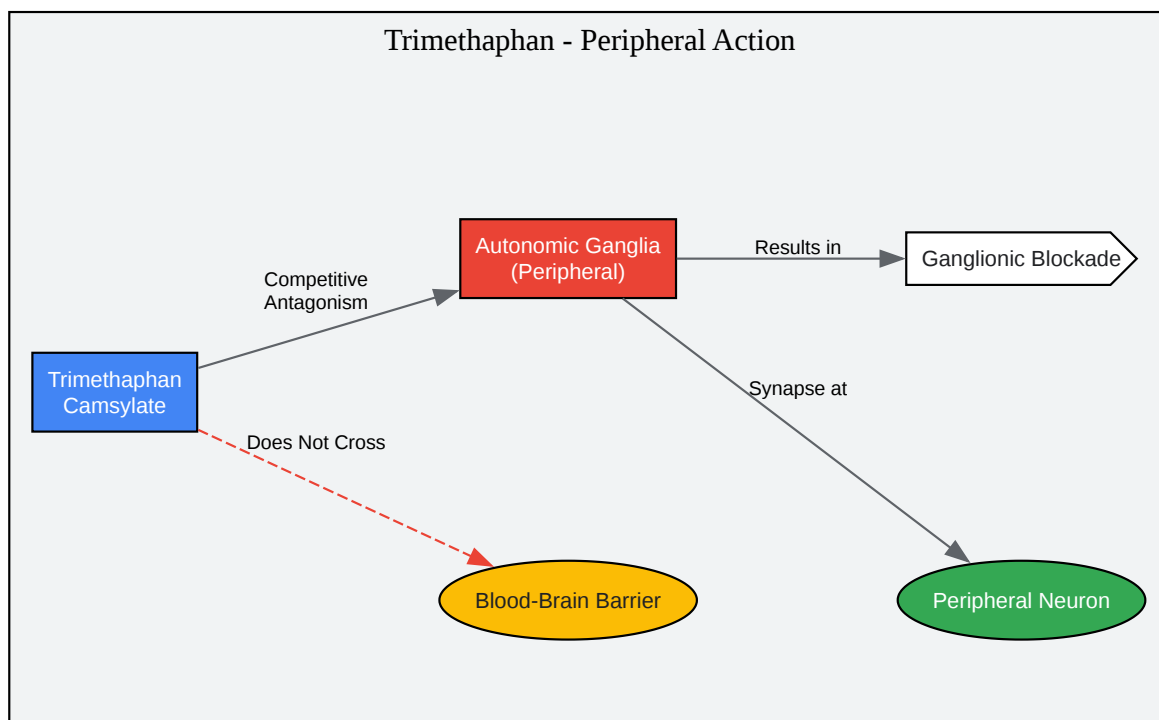 Trimethaphan - Peripheral Action
Autonomic Ganglia
(Peripheral)
Results in
Ganglionic Blockade
Competitive
Antagonism
Trimethaphan
Camsylate
Synapse at
Does Not Cross
Blood-Brain Barrier
Peripheral Neuron